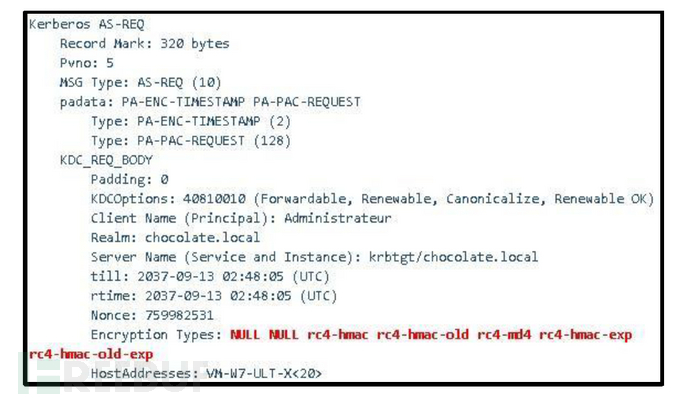 Kerberos AS-REQ
Record Mark: 320 bytes
Pvno: 5
MSG Type: AS-REQ (10)
padata: PA-ENC-TIMESTAMP PA-PAC-REQUEST
Type: PA-ENC-TIMESTAMP (2)
Type: PA-PAC-REQUEST (128)
KDC_REQ_BODY
Padding: 0
KDCOptions: 40810010 (Forwardable, Renewable, Canonicalize, Renewable OK)
Client Name (Principal): Administrateur
Realm: chocolate.local
Server Name (Service and Instance): krbtgt/chocolate.local
till: 2037-09-13 02:48:05 (UTC)
rtime: 2037-09-13 02:48:05 (UTC)
Nonce: 759982531
Encryption Types: NULL NULL rc4-hmac rc4-hmac-old rc4-md4 rc4-hmac-exp
rc4-hmac-old-exp
HostAddresses: VM-W7-ULT-X<20>